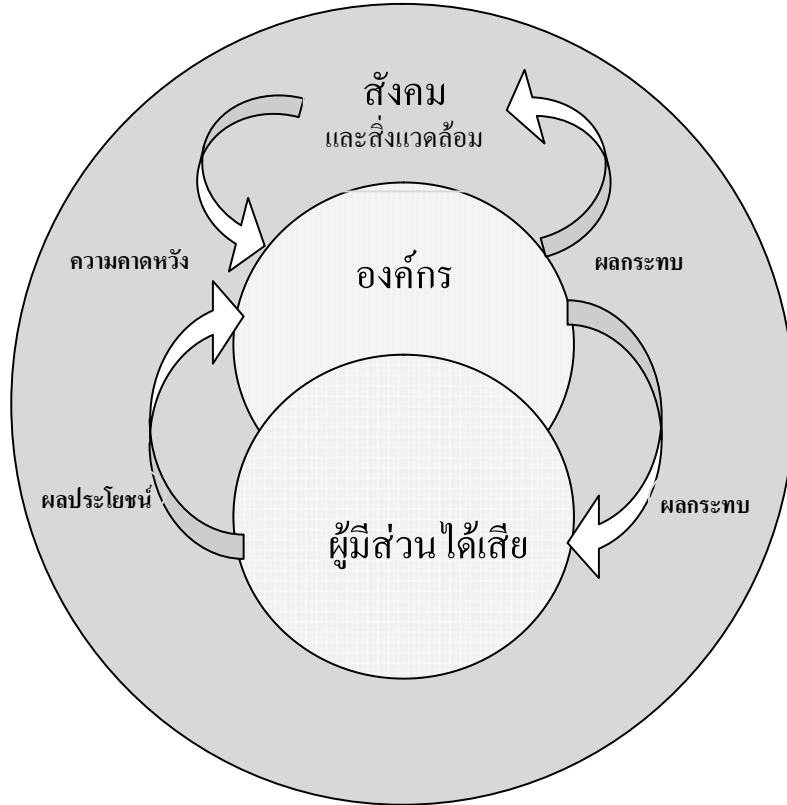 สังคม
และสิ่งแวดล้อม
ความคาดหวัง
ผลกระทบ
องค์กร
ผลประโยชน์
ผลกระทบ
ผู้มีส่วนได้เสีย